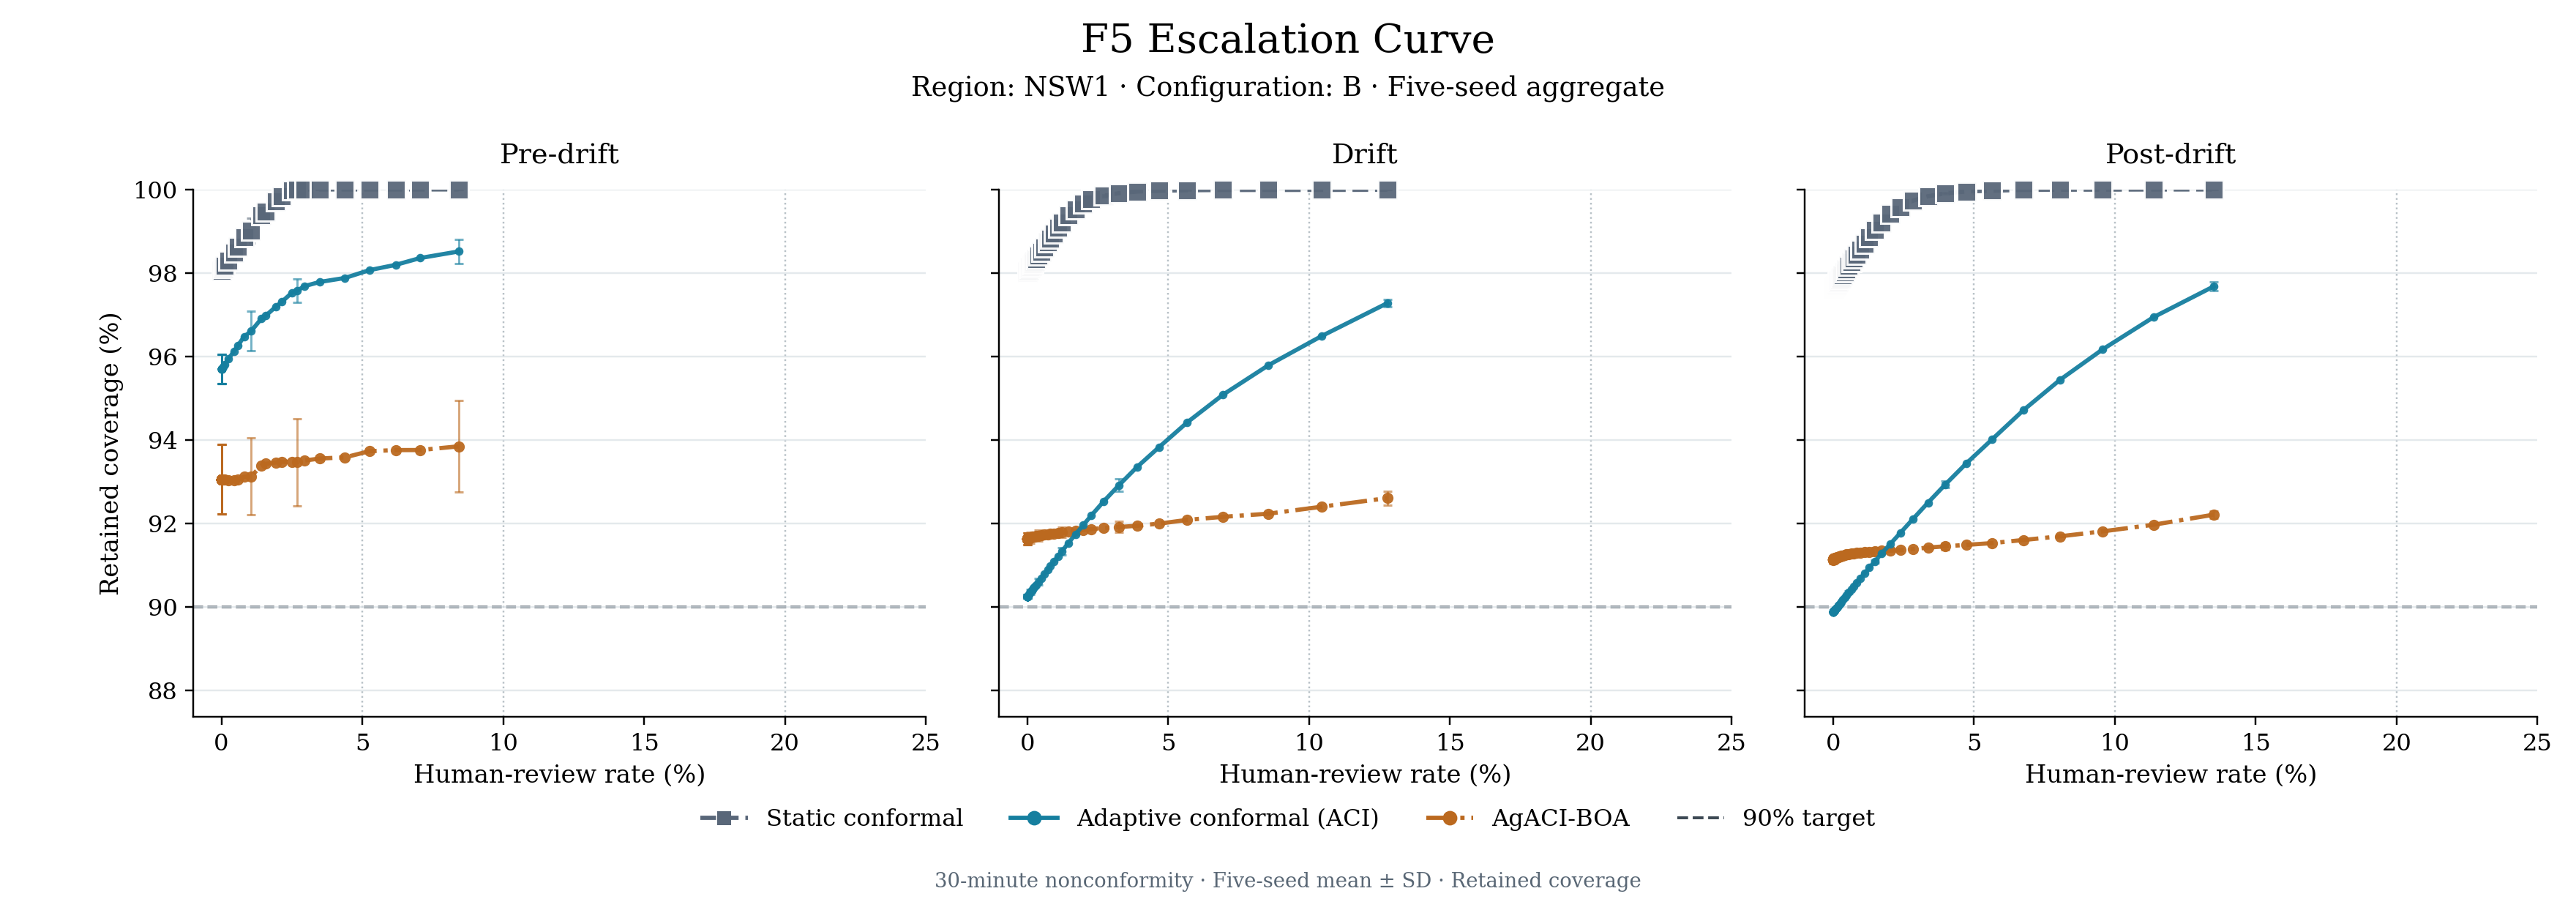 F5 Escalation Curve
Region: NSW1 · Configuration: B · Five-seed aggregate
Pre-drift
Drift
Post-drift
Retained coverage (%)
100
98
96
94
92
90
88
0 5 10 15 20 25
0 5 10 15 20 25
0 5 10 15 20 25
Human-review rate (%)
Human-review rate (%)
Human-review rate (%)
Static conformal
Adaptive conformal (ACI)
AgACI-BOA
90% target
30-minute nonconformity · Five-seed mean ± SD · Retained coverage